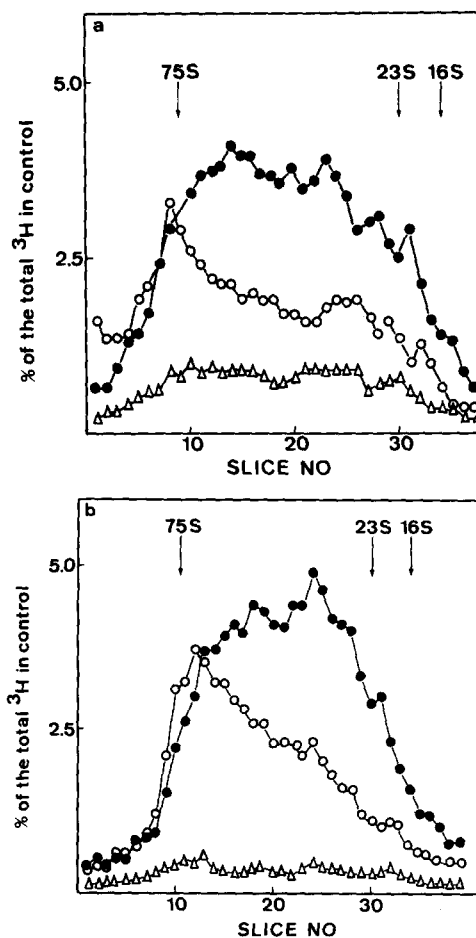 a
75S 23S 16S
5.0
2.5
% of the total ³H in control
10 20 30
SLICE NO
b
75S 23S 16S
5.0
2.5
% of the total ³H in control
10 20 30
SLICE NO